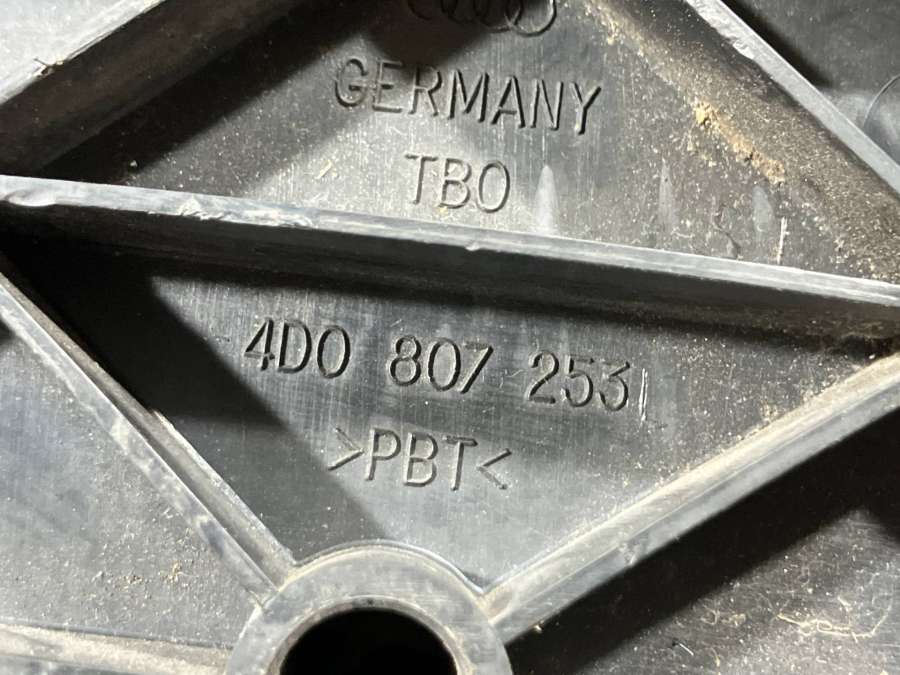 GERMANY
TBO
4D0 807 253
>PBT<